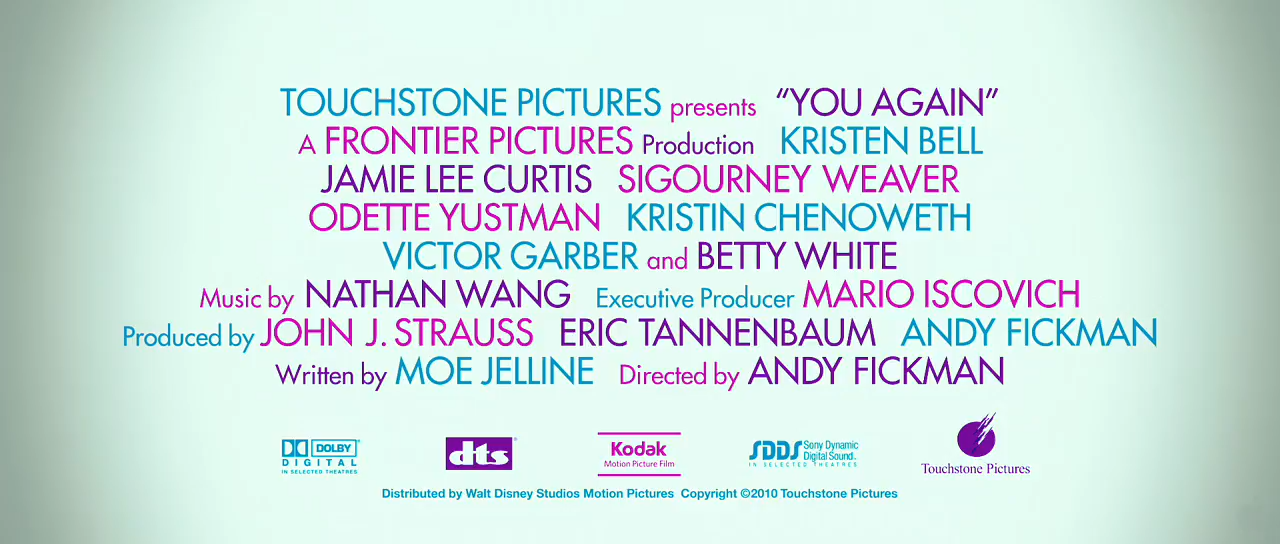 TOUCHSTONE PICTURES presents "YOU AGAIN"
A FRONTIER PICTURES Production KRISTEN BELL
JAMIE LEE CURTIS SIGOURNEY WEAVER
ODETTE YUSTMAN KRISTIN CHENOWETH
VICTOR GARBER and BETTY WHITE
Music by NATHAN WANG Executive Producer MARIO ISCOVICH
Produced by JOHN J. STRAUSS ERIC TANNENBAUM ANDY FICKMAN
Written by MOE JELLINE Directed by ANDY FICKMAN
DOLBY
DIGITAL
IN SELECTED THEATRES
dts
Kodak
Motion Picture Film
SDDS Sony Dynamic
Digital Sound.
IN SELECTED THEATRES
Touchstone Pictures
Distributed by Walt Disney Studios Motion Pictures Copyright ©2010 Touchstone Pictures